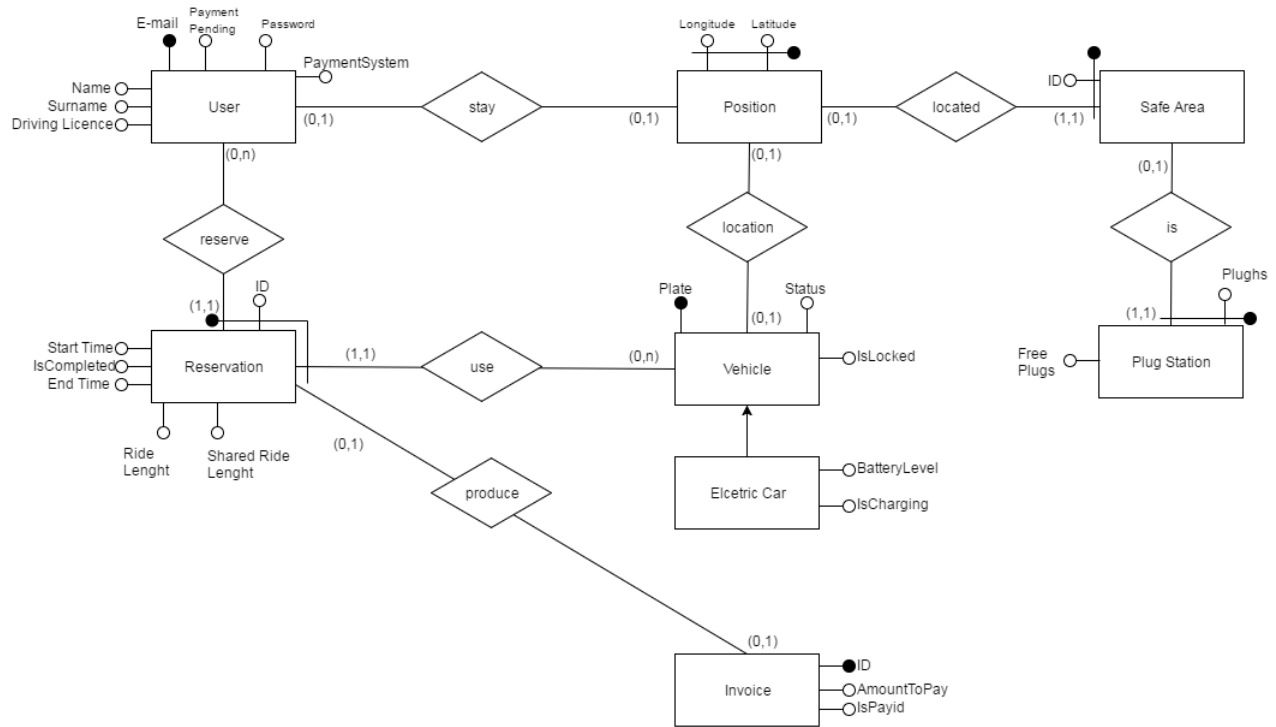 E-mail
Payment
Pending
Password
PaymentSystem
Name
Surname
Driving Licence
User
(0,1)
(0,n)
stay
(0,1)
Longitude
Latitude
Position
(0,1)
(0,1)
located
(1,1)
ID
Safe Area
(0,1)
reserve
location
is
(1,1)
ID
Start Time
IsCompleted
End Time
Reservation
(1,1)
Ride
Lenght
Shared Ride
Lenght
(0,1)
use
(0,n)
Plate
Status
(0,1)
Vehicle
IsLocked
Plughs
(1,1)
Free
Plugs
Plug Station
Elcetric Car
BatteryLevel
IsCharging
produce
(0,1)
Invoice
ID
AmountToPay
IsPayid